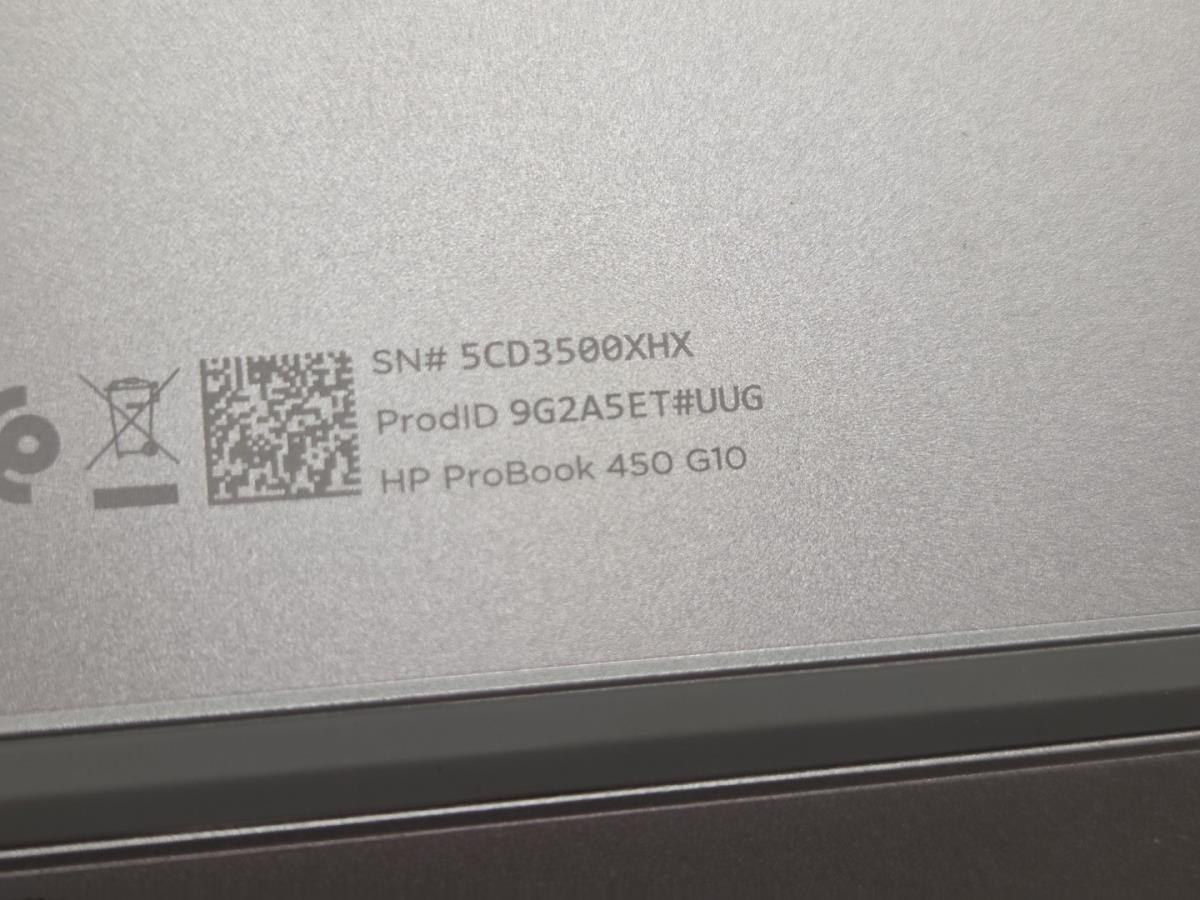 SN# 5CD3500XHX
ProdID 9G2A5ET#UUG
HP ProBook 450 G10